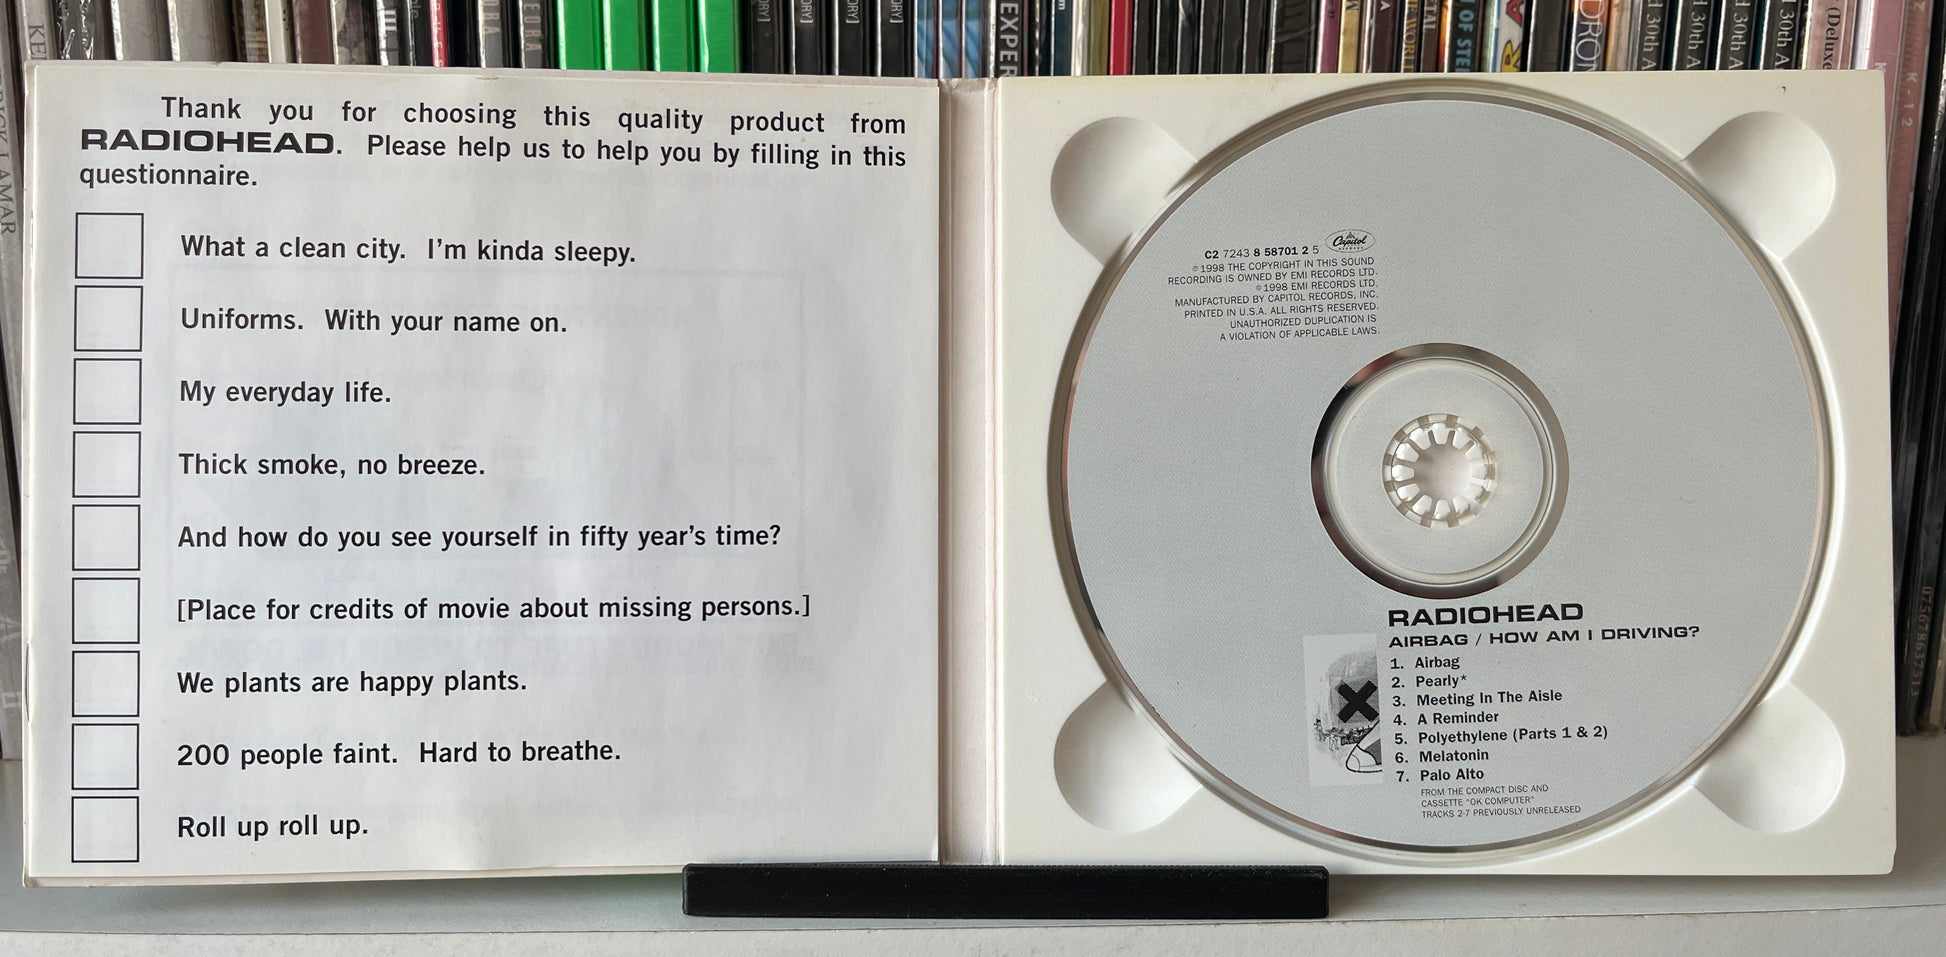 EXPER
(Deluxe
Thank you for choosing this quality product from
RADIOHEAD. Please help us to help you by filling in this
questionnaire.
What a clean city. I'm kinda sleepy.
Uniforms. With your name on.
My everyday life.
Thick smoke, no breeze.
And how do you see yourself in fifty year's time?
[Place for credits of movie about missing persons.]
We plants are happy plants.
200 people faint. Hard to breathe.
Roll up roll up.
C2 7243 8 58701 2 5
Capitol
RECORDS
℗1998 THE COPYRIGHT IN THIS SOUND
RECORDING IS OWNED BY EMI RECORDS LTD.
©1998 EMI RECORDS LTD.
MANUFACTURED BY CAPITOL RECORDS, INC.
PRINTED IN U.S.A. ALL RIGHTS RESERVED.
UNAUTHORIZED DUPLICATION IS
A VIOLATION OF APPLICABLE LAWS.
RADIOHEAD
AIRBAG / HOW AM I DRIVING?
1. Airbag
2. Pearly*
3. Meeting In The Aisle
4. A Reminder
5. Polyethylene (Parts 1 & 2)
6. Melatonin
7. Palo Alto
FROM THE COMPACT DISC AND
CASSETTE "OK COMPUTER"
TRACKS 2-7 PREVIOUSLY UNRELEASED